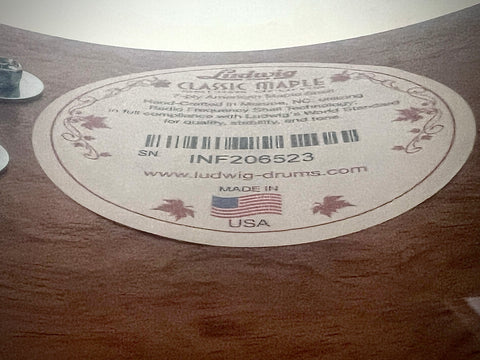 Ludwig
CLASSIC MAPLE
Hand-Crafted in Monroe, NC. utilizing
Radio Frequency Shell Technology,
in full compliance with Ludwig's World Standard
for quality, stability, and tone.
SN. INF206523
www.ludwig-drums.com
MADE IN
USA